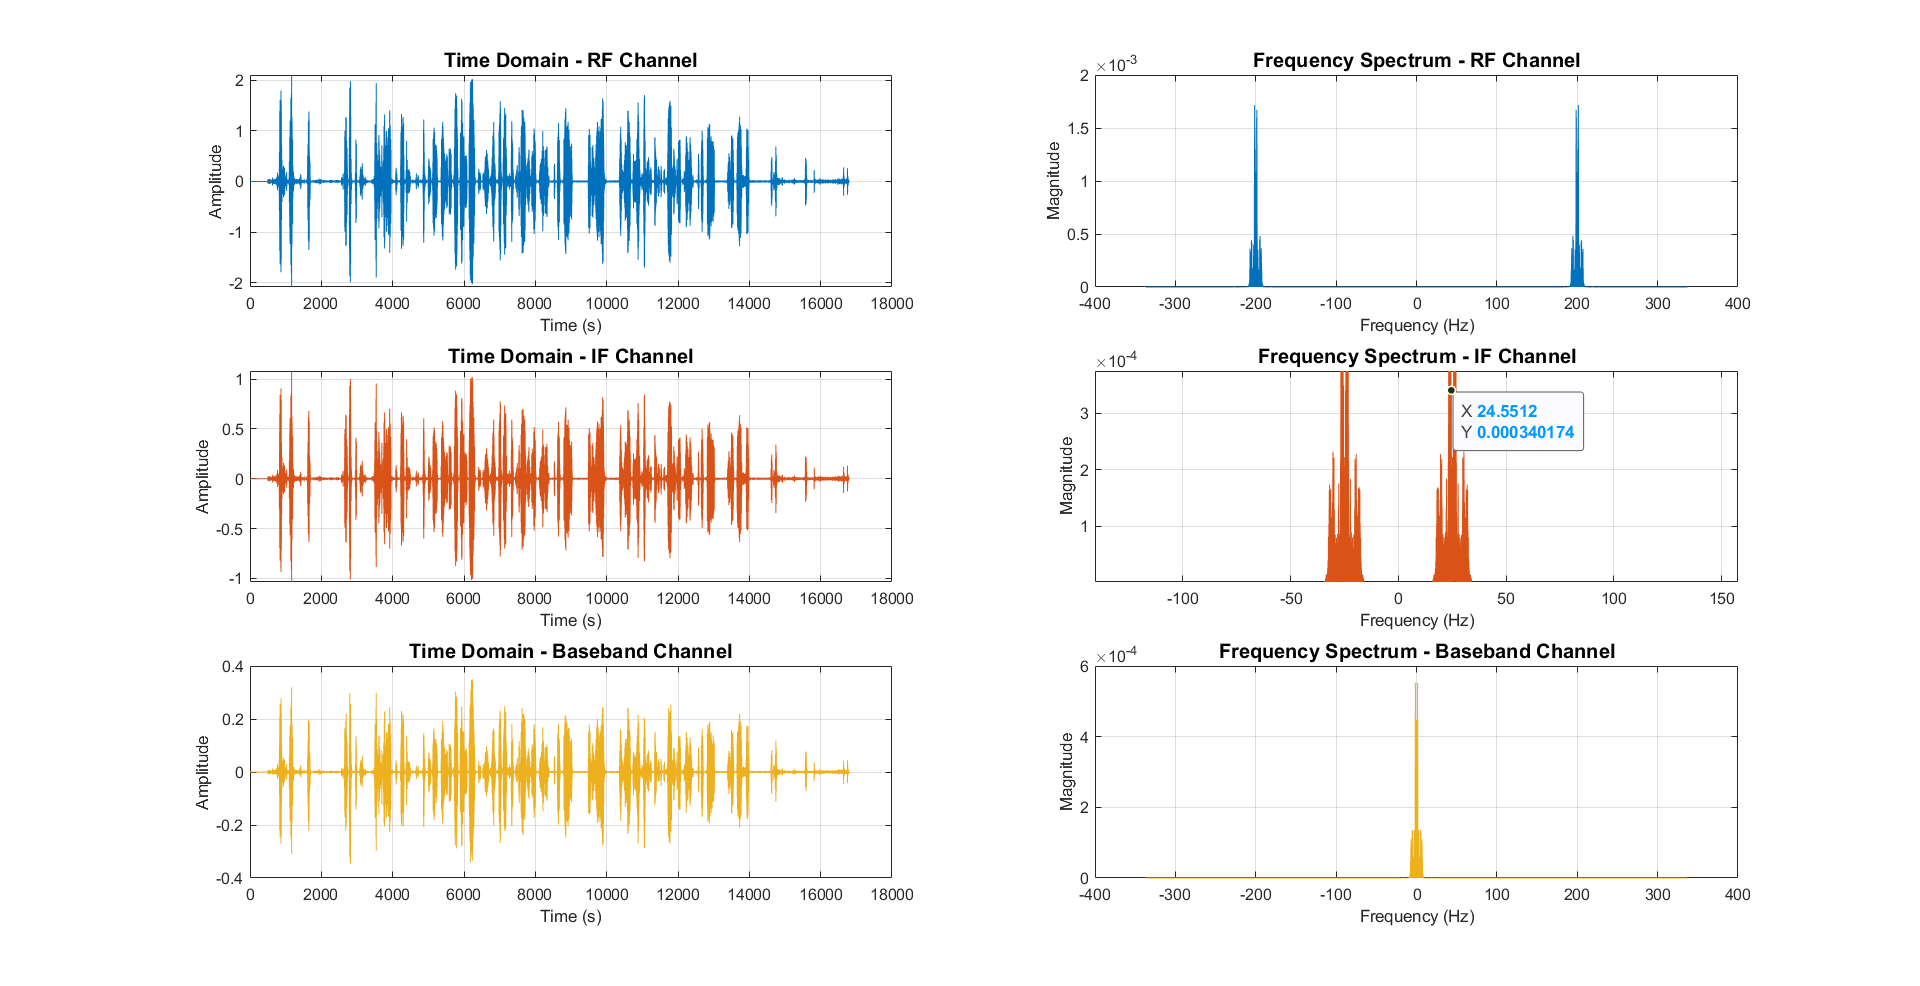 Time Domain - RF Channel
2
1
0
-1
-2
Amplitude
0 2000 4000 6000 8000 10000 12000 14000 16000 18000
Time (s)
Frequency Spectrum - RF Channel
×10-3
2
1.5
1
0.5
0
Magnitude
-400 -300 -200 -100 0 100 200 300 400
Frequency (Hz)
Time Domain - IF Channel
1
0.5
0
-0.5
-1
Amplitude
0 2000 4000 6000 8000 10000 12000 14000 16000 18000
Time (s)
Frequency Spectrum - IF Channel
×10-4
3
2
1
Magnitude
X 24.5512
Y 0.000340174
-100 -50 0 50 100 150
Frequency (Hz)
Time Domain - Baseband Channel
0.4
0.2
0
-0.2
-0.4
Amplitude
0 2000 4000 6000 8000 10000 12000 14000 16000 18000
Time (s)
Frequency Spectrum - Baseband Channel
×10-4
6
4
2
0
Magnitude
-400 -300 -200 -100 0 100 200 300 400
Frequency (Hz)